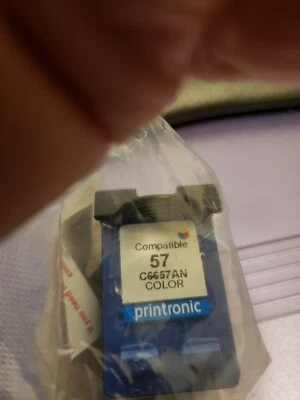 Compatible
57
C6657AN
COLOR
printronic